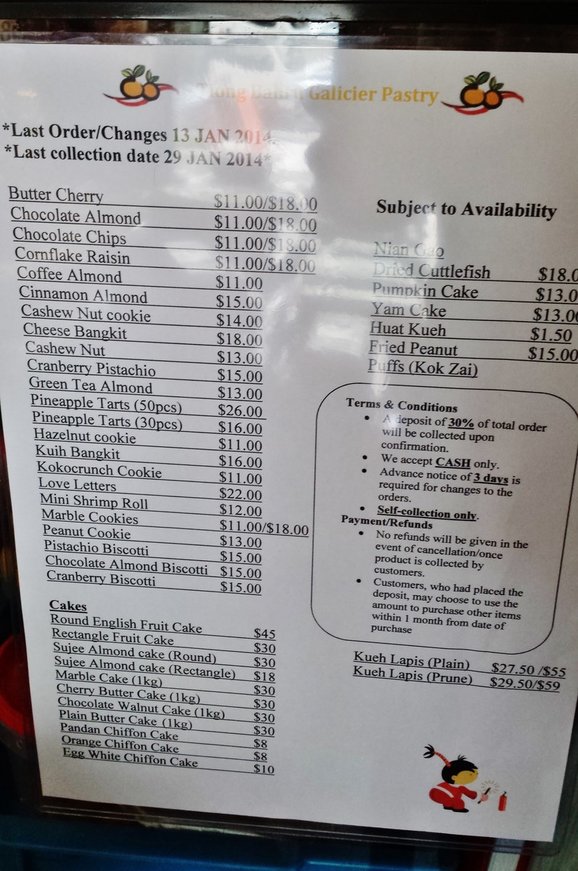 Galicier Pastry
*Last Order/Changes 13 JAN 2014
*Last collection date 29 JAN 2014*
Butter Cherry $11.00/$18.00
Chocolate Almond $11.00/$18.00
Chocolate Chips $11.00/$18.00
Cornflake Raisin $11.00/$18.00
Coffee Almond $11.00
Cinnamon Almond $15.00
Cashew Nut cookie $14.00
Cheese Bangkit $18.00
Cashew Nut $13.00
Cranberry Pistachio $15.00
Green Tea Almond $13.00
Pineapple Tarts (50pcs) $26.00
Pineapple Tarts (30pcs) $16.00
Hazelnut cookie $11.00
Kuih Bangkit $16.00
Kokocrunch Cookie $11.00
Love Letters $22.00
Mini Shrimp Roll $12.00
Marble Cookies $11.00/$18.00
Peanut Cookie $13.00
Pistachio Biscotti $15.00
Chocolate Almond Biscotti $15.00
Cranberry Biscotti $15.00
Cakes
Round English Fruit Cake $45
Rectangle Fruit Cake $30
Sujee Almond cake (Round) $30
Sujee Almond cake (Rectangle) $18
Marble Cake (1kg) $30
Cherry Butter Cake (1kg) $30
Chocolate Walnut Cake (1kg) $30
Plain Butter Cake (1kg) $30
Pandan Chiffon Cake $8
Orange Chiffon Cake $8
Egg White Chiffon Cake $10
Subject to Availability
Nian Gao
Dried Cuttlefish $18.0
Pumpkin Cake $13.0
Yam Cake $13.00
Huat Kueh $1.50
Fried Peanut $15.00
Puffs (Kok Zai)
Terms & Conditions
• A deposit of 30% of total order
will be collected upon
confirmation.
• We accept CASH only.
• Advance notice of 3 days is
required for changes to the
orders.
• Self-collection only.
Payment/Refunds
• No refunds will be given in the
event of cancellation/once
product is collected by
customers.
• Customers, who had placed the
deposit, may choose to use the
amount to purchase other items
within 1 month from date of
purchase
Kueh Lapis (Plain) $27.50 /$55
Kueh Lapis (Prune) $29.50/$59